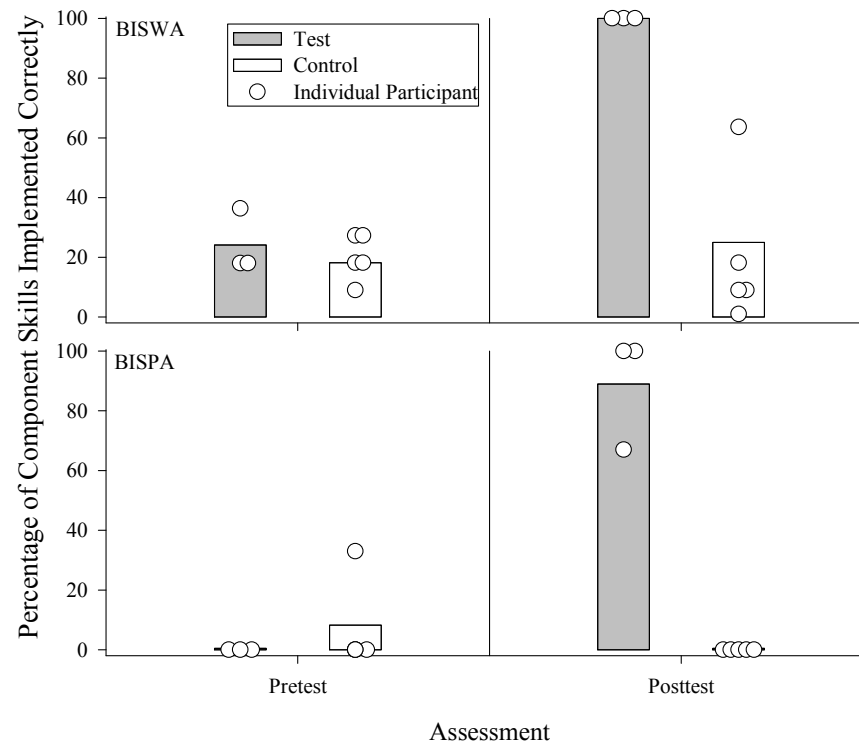 Percentage of Component Skills Implemented Correctly
BISWA
Test
Control
Individual Participant
100
80
60
40
20
0
BISPA
100
80
60
40
20
0
Pretest
Posttest
Assessment